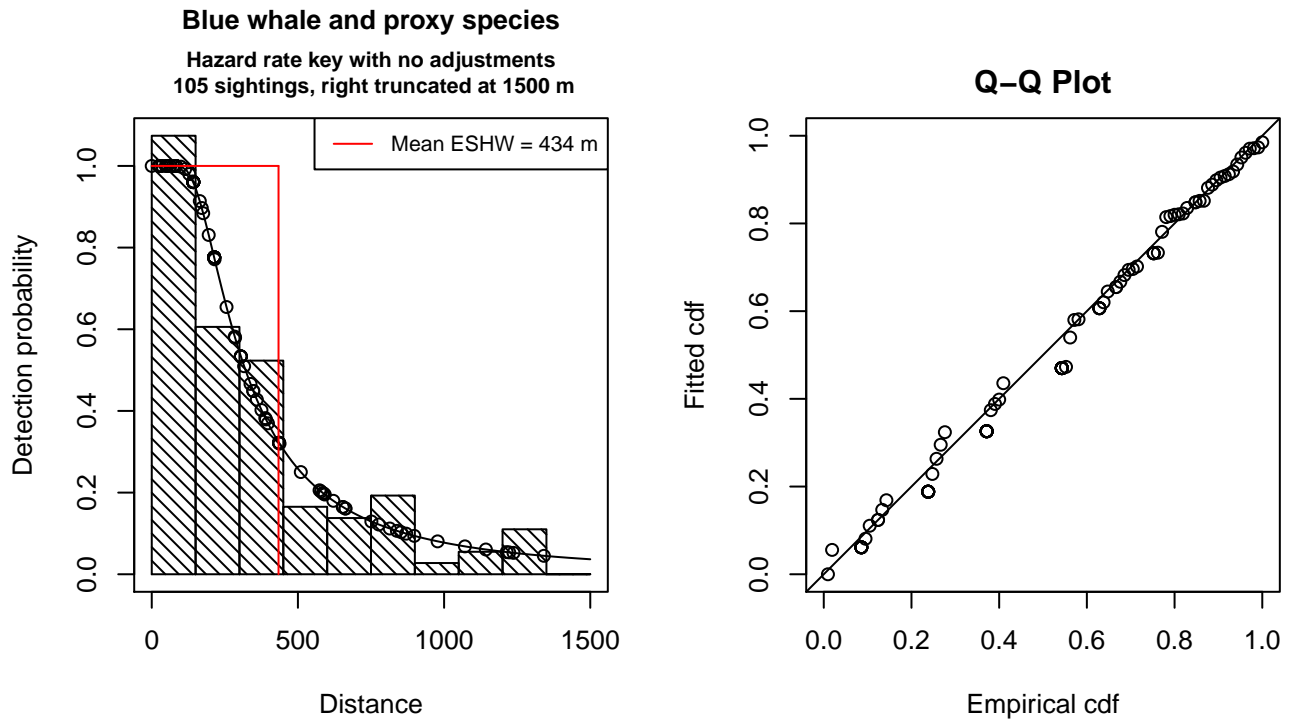 Blue whale and proxy species
Hazard rate key with no adjustments
105 sightings, right truncated at 1500 m
Mean ESHW = 434 m
Detection probability
0.0
0.2
0.4
0.6
0.8
1.0
0
500
1000
1500
Distance
Q−Q Plot
Fitted cdf
0.0
0.2
0.4
0.6
0.8
1.0
0.0
0.2
0.4
0.6
0.8
1.0
Empirical cdf